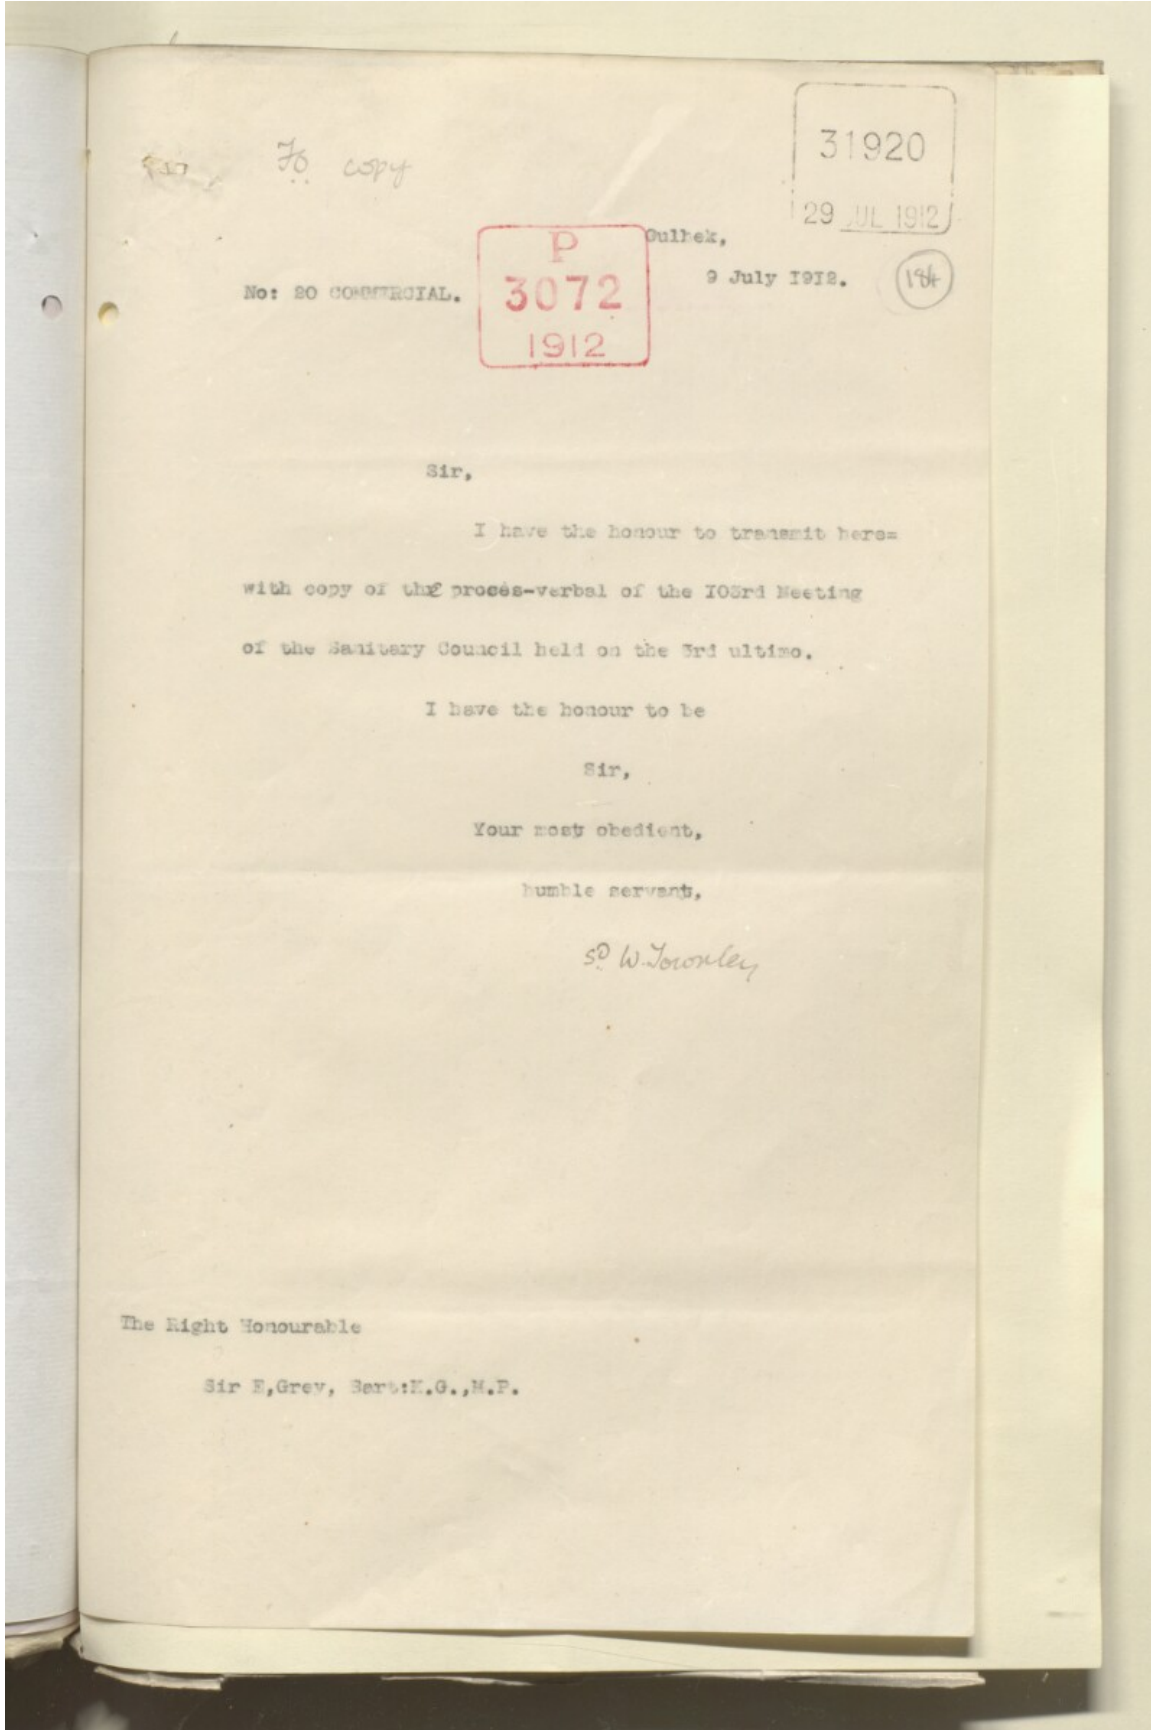 Fo copy
31920
29 JUL 1912
Gulhek,
9 July 1912.
184
No: 20 COMMERCIAL.
P
3072
1912
Sir,
I have the honour to transmit here=
with copy of the procés-verbal of the 103rd Meeting
of the Sanitary Council held on the 3rd ultimo.
I have the honour to be
Sir,
Your most obedient,
humble servant,
sd W. Townley
The Right Honourable
Sir E,Grey, Bart:K.G.,M.P.